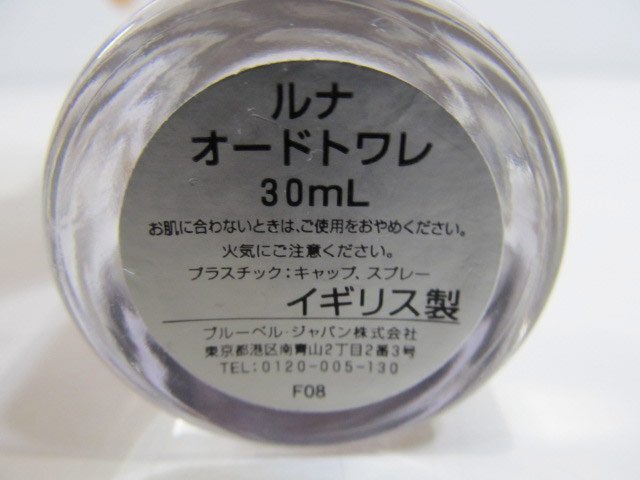 ルナ
オードトワレ
30mL
お肌に合わないときは、ご使用をおやめください。
火気にご注意ください。
プラスチック:キャップ、スプレー
イギリス製
ブルーベル・ジャパン株式会社
東京都港区南青山2丁目2番3号
TEL:0120-005-130
F08